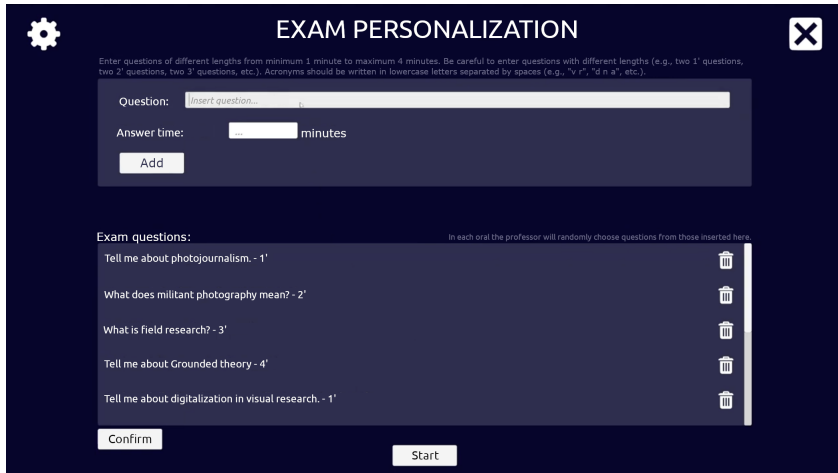 EXAM PERSONALIZATION
Enter questions of different lengths from minimum 1 minute to maximum 4 minutes. Be careful to enter questions with different lengths (e.g., two 1' questions,
two 2' questions, two 3' questions, etc.). Acronyms should be written in lowercase letters separated by spaces (e.g., "v r", "d n a", etc.).
Question: Insert question...
Answer time: ... minutes
Add
Exam questions: In each oral the professor will randomly choose questions from those inserted here.
Tell me about photojournalism. - 1'
What does militant photography mean? - 2'
What is field research? - 3'
Tell me about Grounded theory - 4'
Tell me about digitalization in visual research. - 1'
Confirm
Start